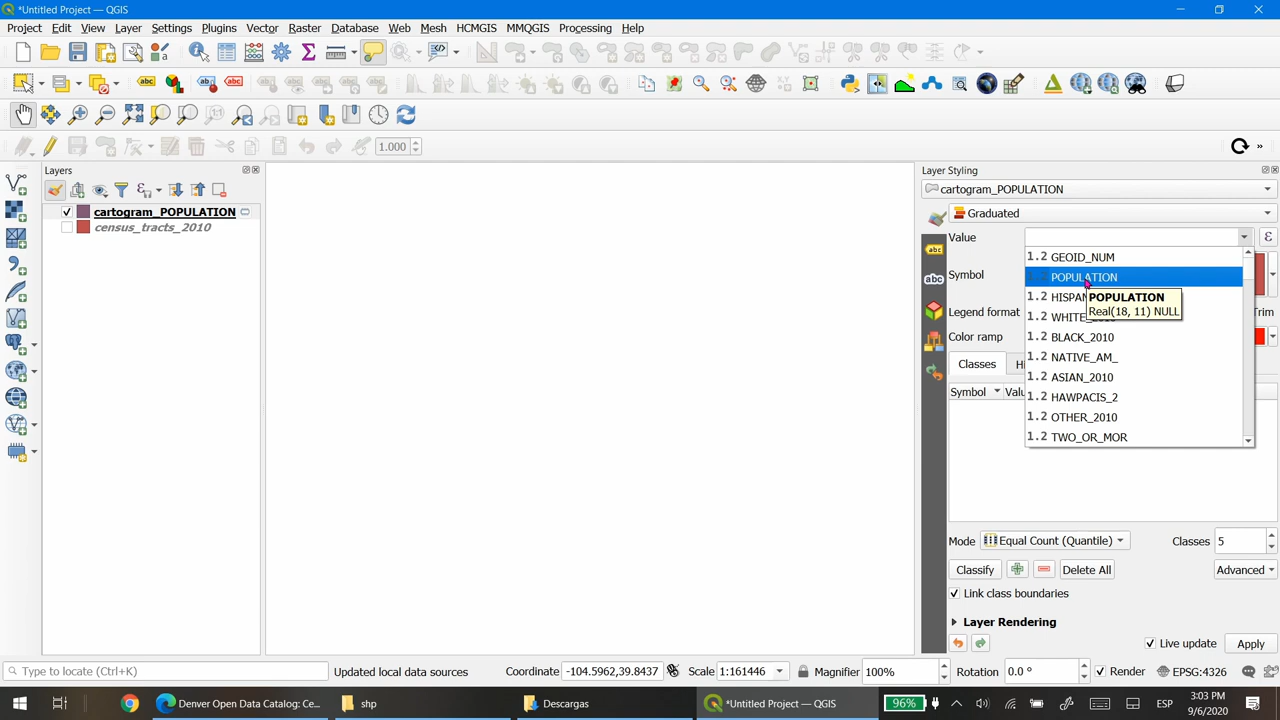 *Untitled Project — QGIS
Project Edit View Layer Settings Plugins Vector Raster Database Web Mesh HCMGIS MMQGIS Processing Help
1.000
»
Layers
cartogram_POPULATION
census_tracts_2010
Layer Styling
cartogram_POPULATION
Graduated
Value
ε
1.2 GEOID_NUM
1.2 POPULATION
1.2 HISPAN
POPULATION
Real(18, 11) NULL
1.2 WHITE_
1.2 BLACK_2010
1.2 NATIVE_AM_
1.2 ASIAN_2010
1.2 HAWPACIS_2
1.2 OTHER_2010
1.2 TWO_OR_MOR
Symbol
Legend format
Trim
Color ramp
Classes
Hi
Symbol Valu
Mode Equal Count (Quantile) Classes 5
Classify Delete All Advanced
Link class boundaries
Layer Rendering
Live update Apply
Type to locate (Ctrl+K) Updated local data sources Coordinate -104.5962,39.8437 Scale 1:161446 Magnifier 100% Rotation 0.0 ° Render EPSG:4326
Denver Open Data Catalog: Ce... shp Descargas *Untitled Project — QGIS 96% ESP 3:03 PM
9/6/2020